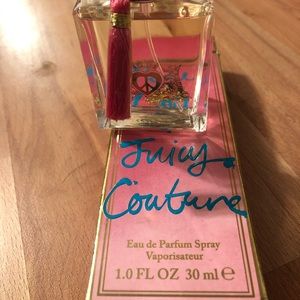 Juicy
Couture
Eau de Parfum Spray
Vaporisateur
1.0 FL OZ 30 ml ℮